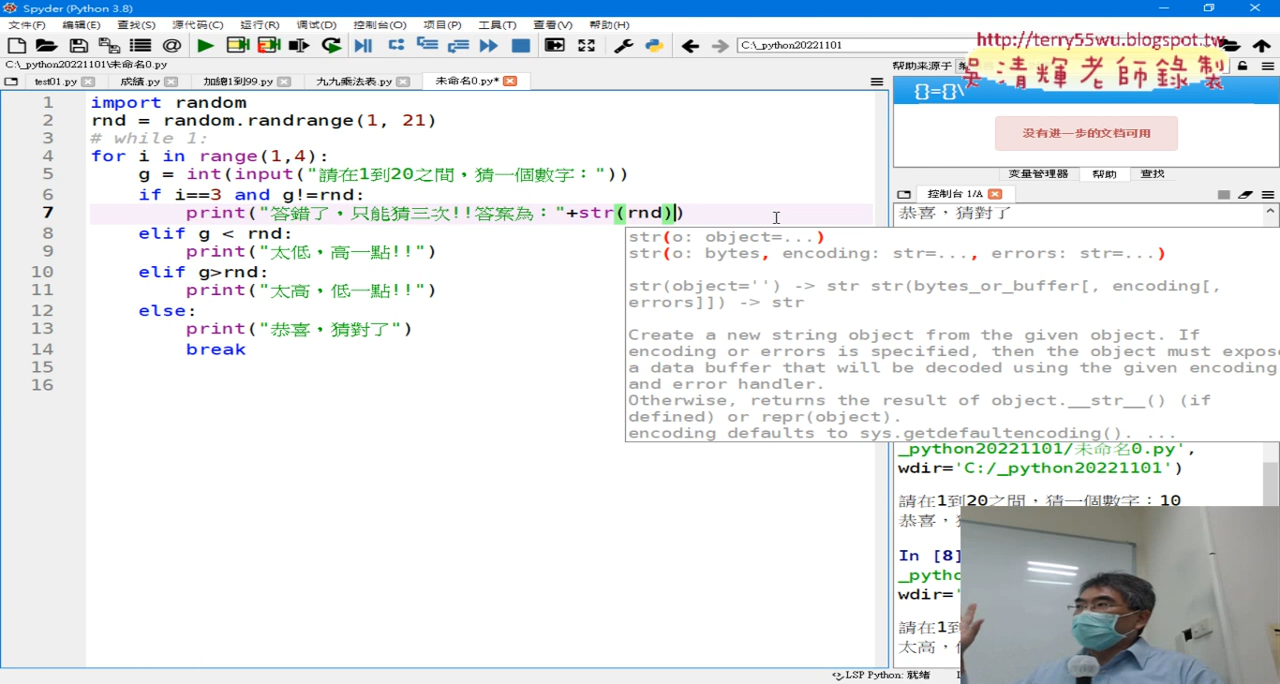 Spyder (Python 3.8)
文件(F) 编辑(E) 查找(S) 源代码(C) 运行(R) 调试(D) 控制台(O) 项目(P) 工具(T) 查看(V) 帮助(H)
C:\_python20221101
http://terry55wu.blogspot.tw
吳清輝老師錄製
C:\_python20221101\未命名0.py
帮助来源于
test01.py 成績.py 加總1到99.py 九九乘法表.py 未命名0.py*
{}={}\
没有进一步的文档可用
变量管理器 帮助 查找
控制台 1/A
1 import random
2 rnd = random.randrange(1, 21)
3 # while 1:
4 for i in range(1,4):
5 g = int(input("請在1到20之間，猜一個數字："))
6 if i==3 and g!=rnd:
7 print("答錯了，只能猜三次!!答案為："+str(rnd))
8 elif g < rnd:
9 print("太低，高一點!!")
10 elif g>rnd:
11 print("太高，低一點!!")
12 else:
13 print("恭喜，猜對了")
14 break
15
16
str(o: object=...)
str(o: bytes, encoding: str=..., errors: str=...)
str(object='') -> str str(bytes_or_buffer[, encoding[,
errors]]) -> str
Create a new string object from the given object. If
encoding or errors is specified, then the object must expose
a data buffer that will be decoded using the given encoding
and error handler.
Otherwise, returns the result of object.__str__() (if
defined) or repr(object).
encoding defaults to sys.getdefaultencoding(). ...
恭喜，猜對了
_python20221101/未命名0.py',
wdir='C:/_python20221101')
請在1到20之間，猜一個數字：10
恭喜，
In [8]
_pytho
wdir='
請在1到
太高，
LSP Python: 就绪